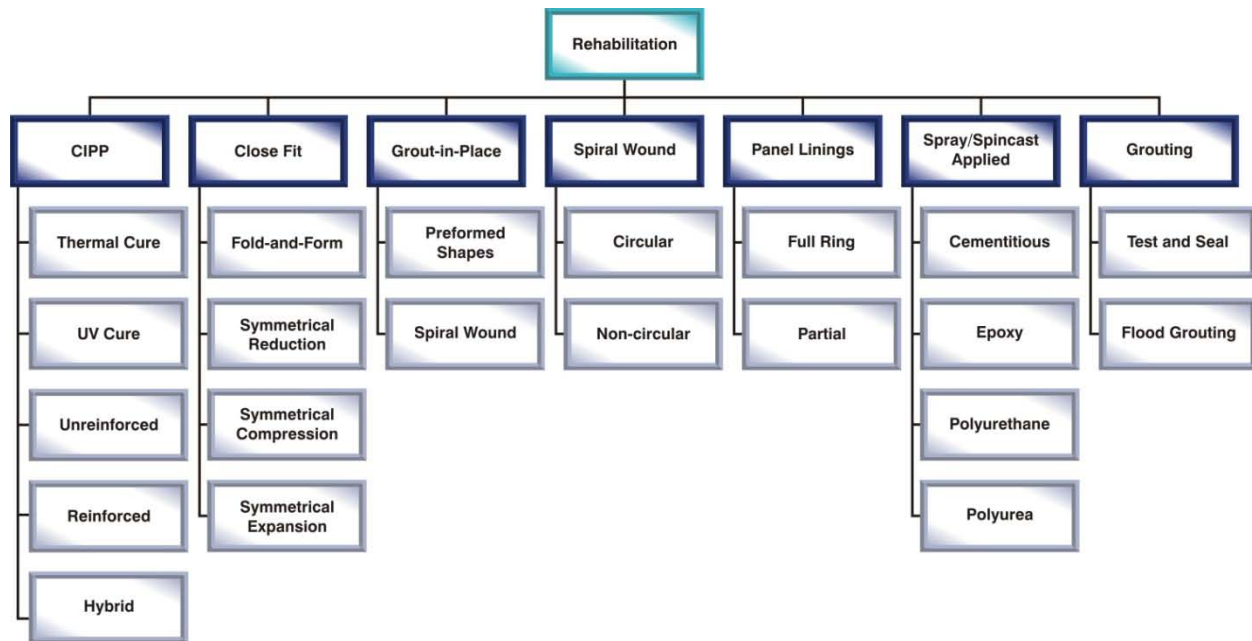 Rehabilitation
CIPP
Thermal Cure
UV Cure
Unreinforced
Reinforced
Hybrid
Close Fit
Fold-and-Form
Symmetrical
Reduction
Symmetrical
Compression
Symmetrical
Expansion
Grout-in-Place
Preformed
Shapes
Spiral Wound
Spiral Wound
Circular
Non-circular
Panel Linings
Full Ring
Partial
Spray/Spincast
Applied
Cementitious
Epoxy
Polyurethane
Polyurea
Grouting
Test and Seal
Flood Grouting